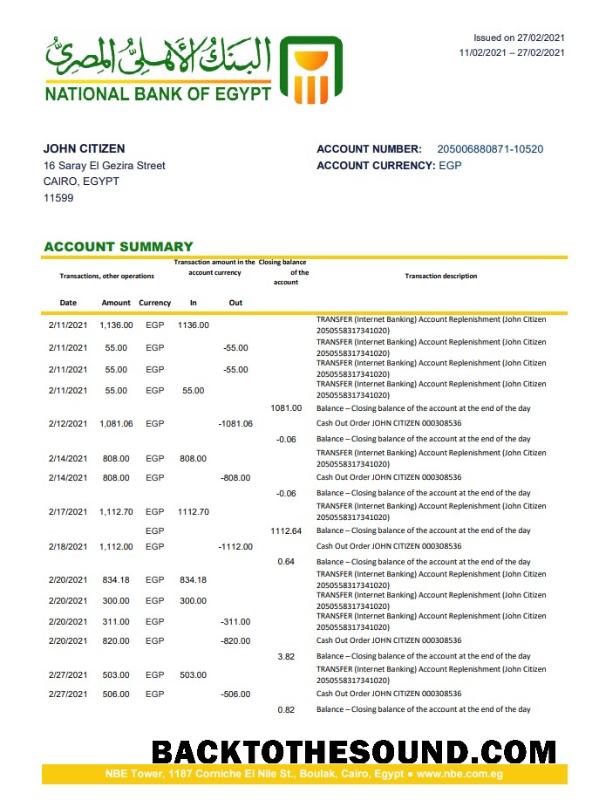 Issued on 27/02/2021
11/02/2021 – 27/02/2021
البنك الأهلي المصري
NATIONAL BANK OF EGYPT
JOHN CITIZEN
16 Saray El Gezira Street
CAIRO, EGYPT
11599
ACCOUNT NUMBER: 205006880871-10520
ACCOUNT CURRENCY: EGP
ACCOUNT SUMMARY
Transactions, other operations
Transaction amount in the account currency
Closing balance of the account
Transaction description
Date Amount Currency In Out
2/11/2021 1,136.00 EGP 1136.00 TRANSFER (Internet Banking) Account Replenishment (John Citizen
2050558317341020)
2/11/2021 55.00 EGP -55.00 TRANSFER (Internet Banking) Account Replenishment (John Citizen
2050558317341020)
2/11/2021 55.00 EGP -55.00 TRANSFER (Internet Banking) Account Replenishment (John Citizen
2050558317341020)
2/11/2021 55.00 EGP 55.00 TRANSFER (Internet Banking) Account Replenishment (John Citizen
2050558317341020)
1081.00 Balance – Closing balance of the account at the end of the day
2/12/2021 1,081.06 EGP -1081.06 Cash Out Order JOHN CITIZEN 000308536
-0.06 Balance – Closing balance of the account at the end of the day
2/14/2021 808.00 EGP 808.00 TRANSFER (Internet Banking) Account Replenishment (John Citizen
2050558317341020)
2/14/2021 808.00 EGP -808.00 Cash Out Order JOHN CITIZEN 000308536
-0.06 Balance – Closing balance of the account at the end of the day
2/17/2021 1,112.70 EGP 1112.70 TRANSFER (Internet Banking) Account Replenishment (John Citizen
2050558317341020)
EGP 1112.64 Balance – Closing balance of the account at the end of the day
2/18/2021 1,112.00 EGP -1112.00 Cash Out Order JOHN CITIZEN 000308536
0.64 Balance – Closing balance of the account at the end of the day
2/20/2021 834.18 EGP 834.18 TRANSFER (Internet Banking) Account Replenishment (John Citizen
2050558317341020)
2/20/2021 300.00 EGP 300.00 TRANSFER (Internet Banking) Account Replenishment (John Citizen
2050558317341020)
2/20/2021 311.00 EGP -311.00 TRANSFER (Internet Banking) Account Replenishment (John Citizen
2050558317341020)
2/20/2021 820.00 EGP -820.00 Cash Out Order JOHN CITIZEN 000308536
3.82 Balance – Closing balance of the account at the end of the day
2/27/2021 503.00 EGP 503.00 TRANSFER (Internet Banking) Account Replenishment (John Citizen
2050558317341020)
2/27/2021 506.00 EGP -506.00 Cash Out Order JOHN CITIZEN 000308536
0.82 Balance – Closing balance of the account at the end of the day
BACKTOTHESOUND.COM
NBE Tower, 1187 Corniche El Nile St., Boulak, Cairo, Egypt ● www.nbe.com.eg